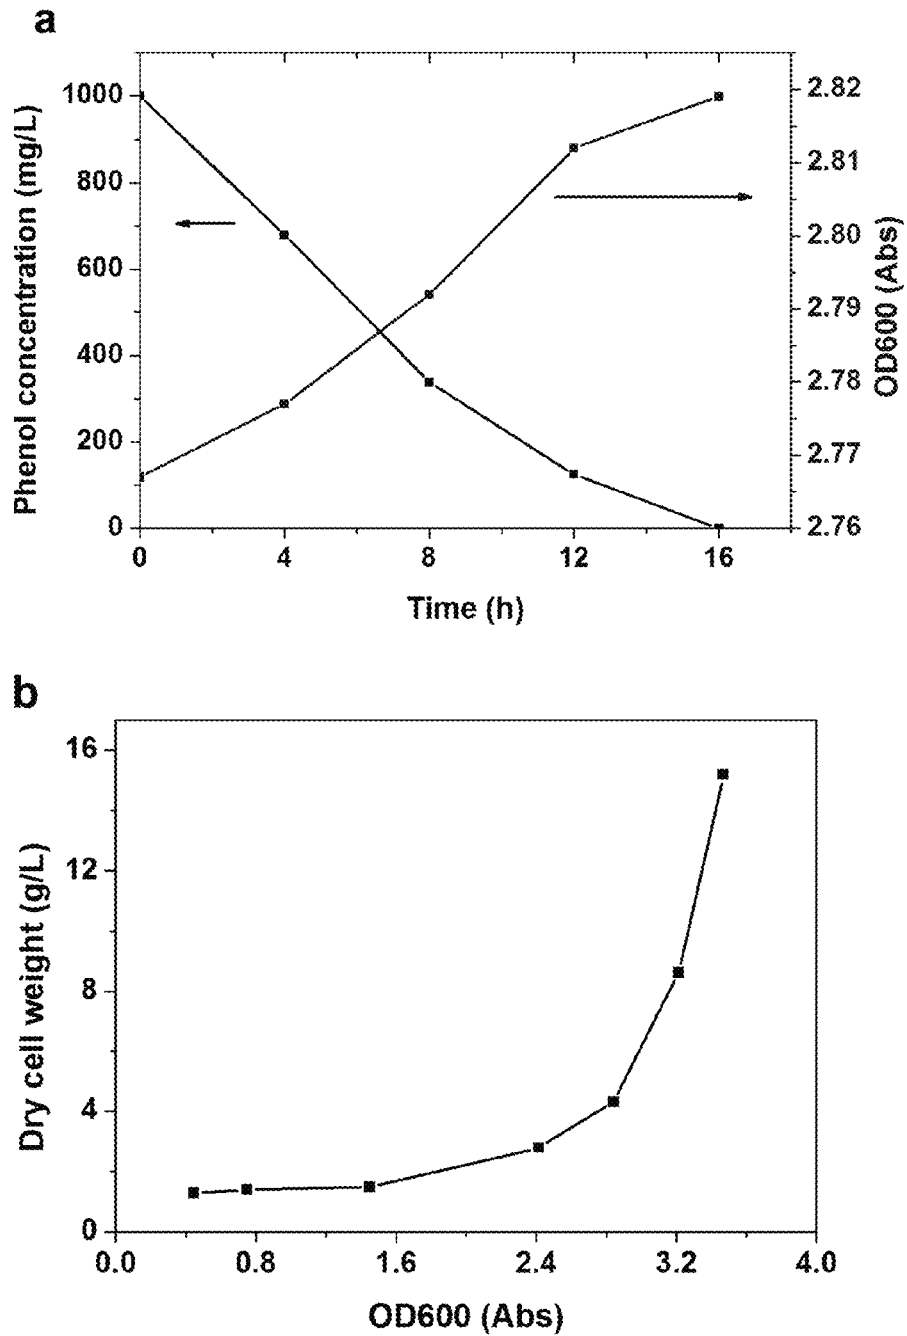 a
Phenol concentration (mg/L)
1000
800
600
400
200
0
2.82
2.81
2.80
2.79
2.78
2.77
2.76
OD600 (Abs)
0 4 8 12 16
Time (h)
b
Dry cell weight (g/L)
16
12
8
4
0
0.0 0.8 1.6 2.4 3.2 4.0
OD600 (Abs)